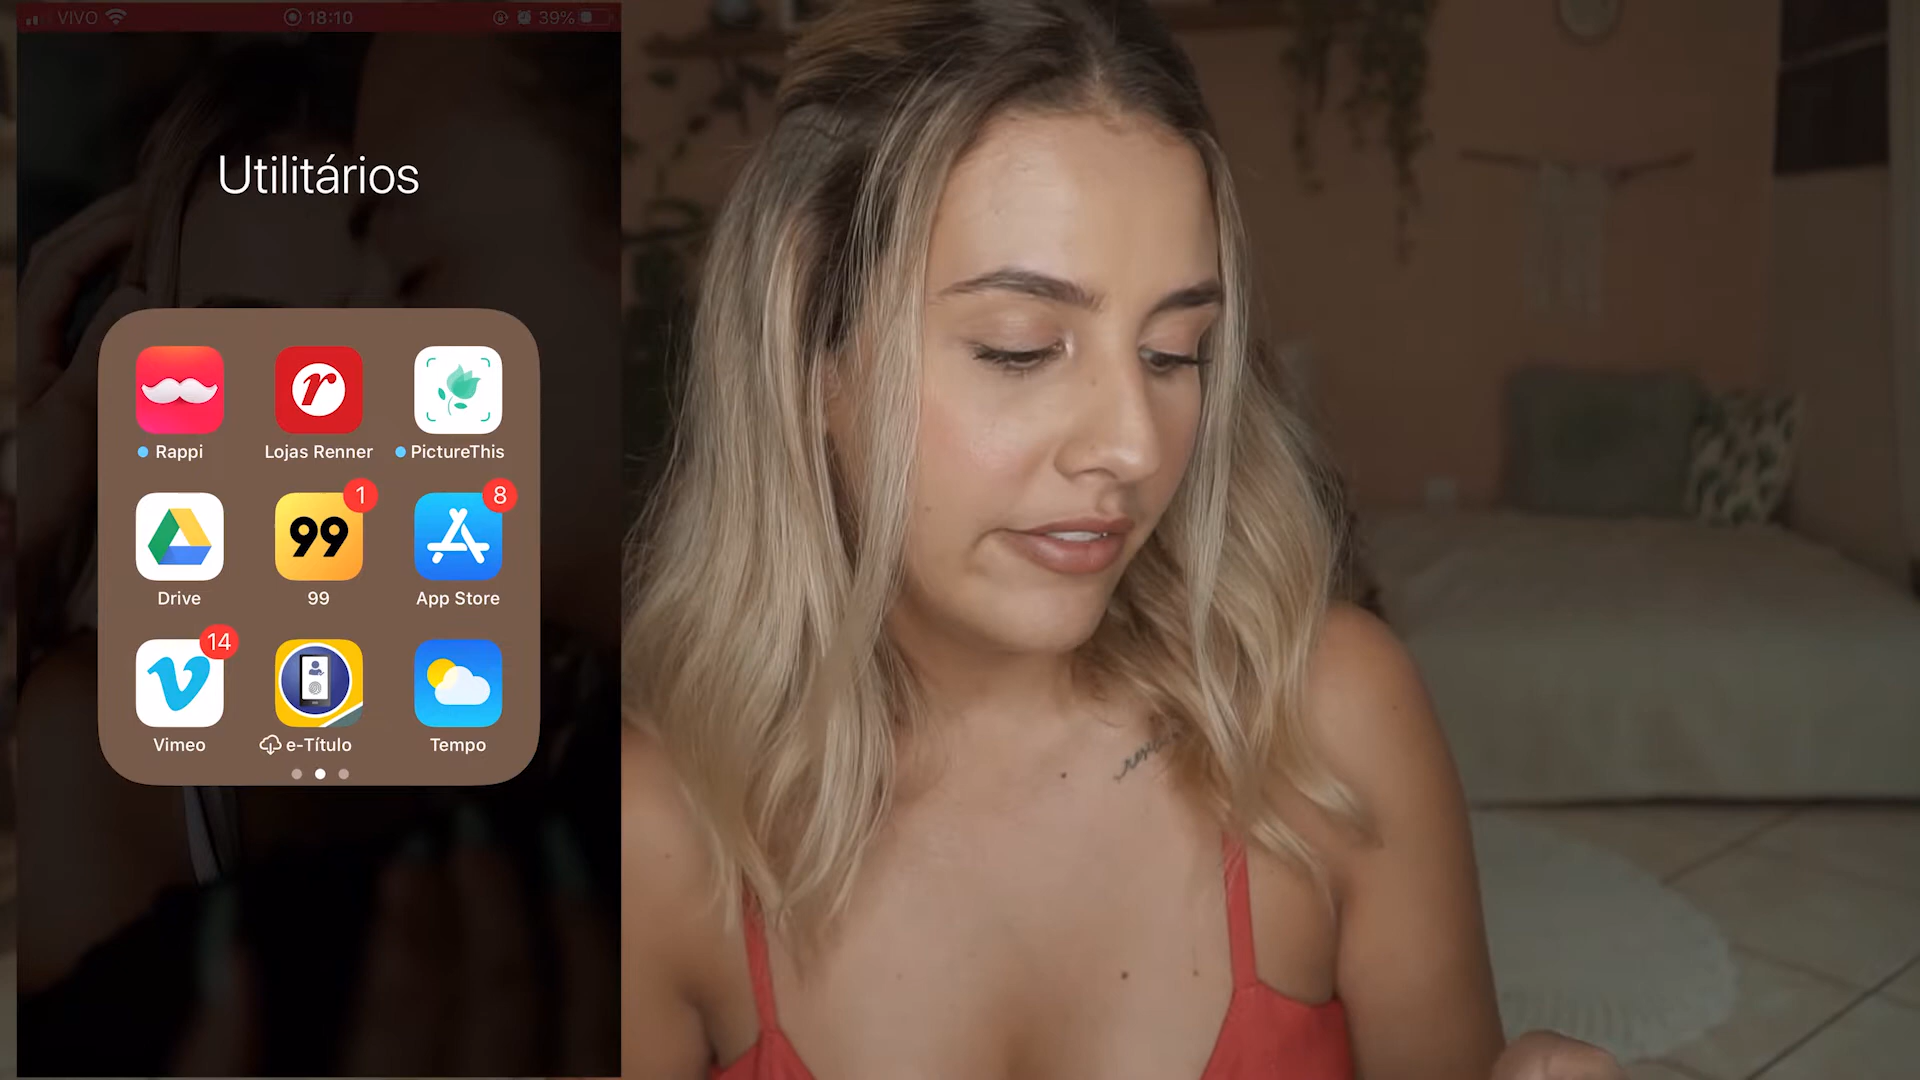 VIVO 18:10 39%
Utilitários
r
Rappi Lojas Renner PictureThis
1 8
99
Drive 99 App Store
14
Vimeo e-Título Tempo